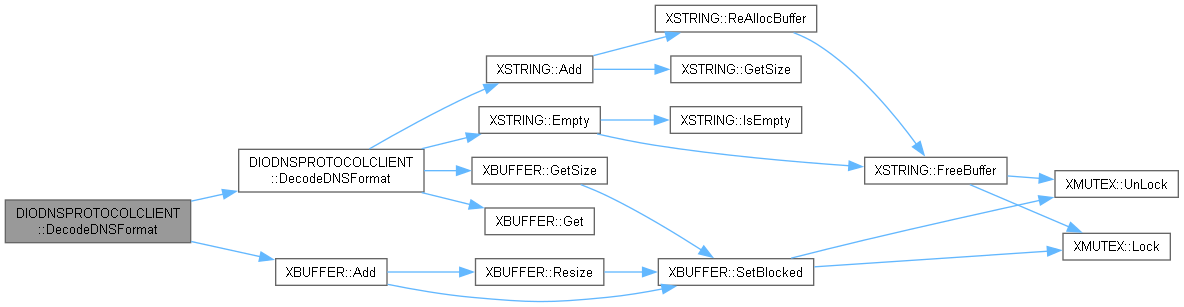 DIODNSPROTOCOLCLIENT
::DecodeDNSFormat
DIODNSPROTOCOLCLIENT
::DecodeDNSFormat
XBUFFER::Add
XSTRING::Add
XSTRING::Empty
XBUFFER::GetSize
XBUFFER::Get
XBUFFER::Resize
XSTRING::ReAllocBuffer
XSTRING::GetSize
XSTRING::IsEmpty
XBUFFER::SetBlocked
XSTRING::FreeBuffer
XMUTEX::UnLock
XMUTEX::Lock